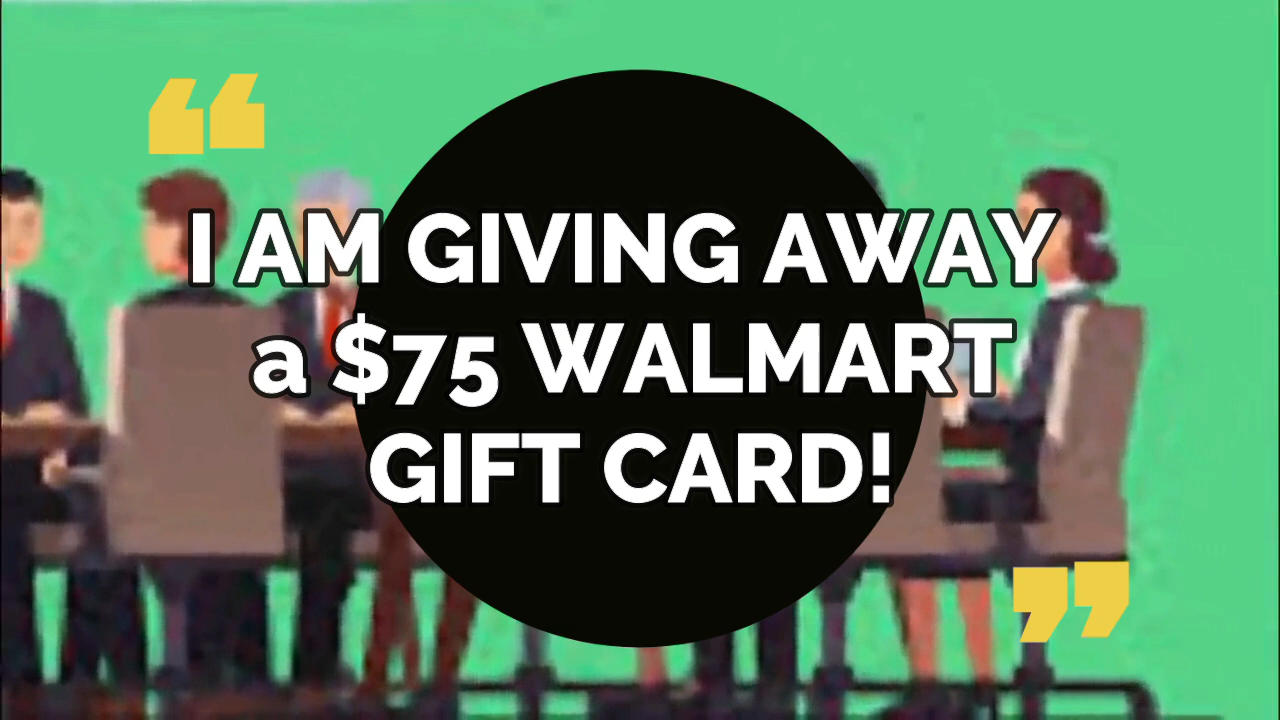 “
I AM GIVING AWAY
a $75 WALMART
GIFT CARD!
”